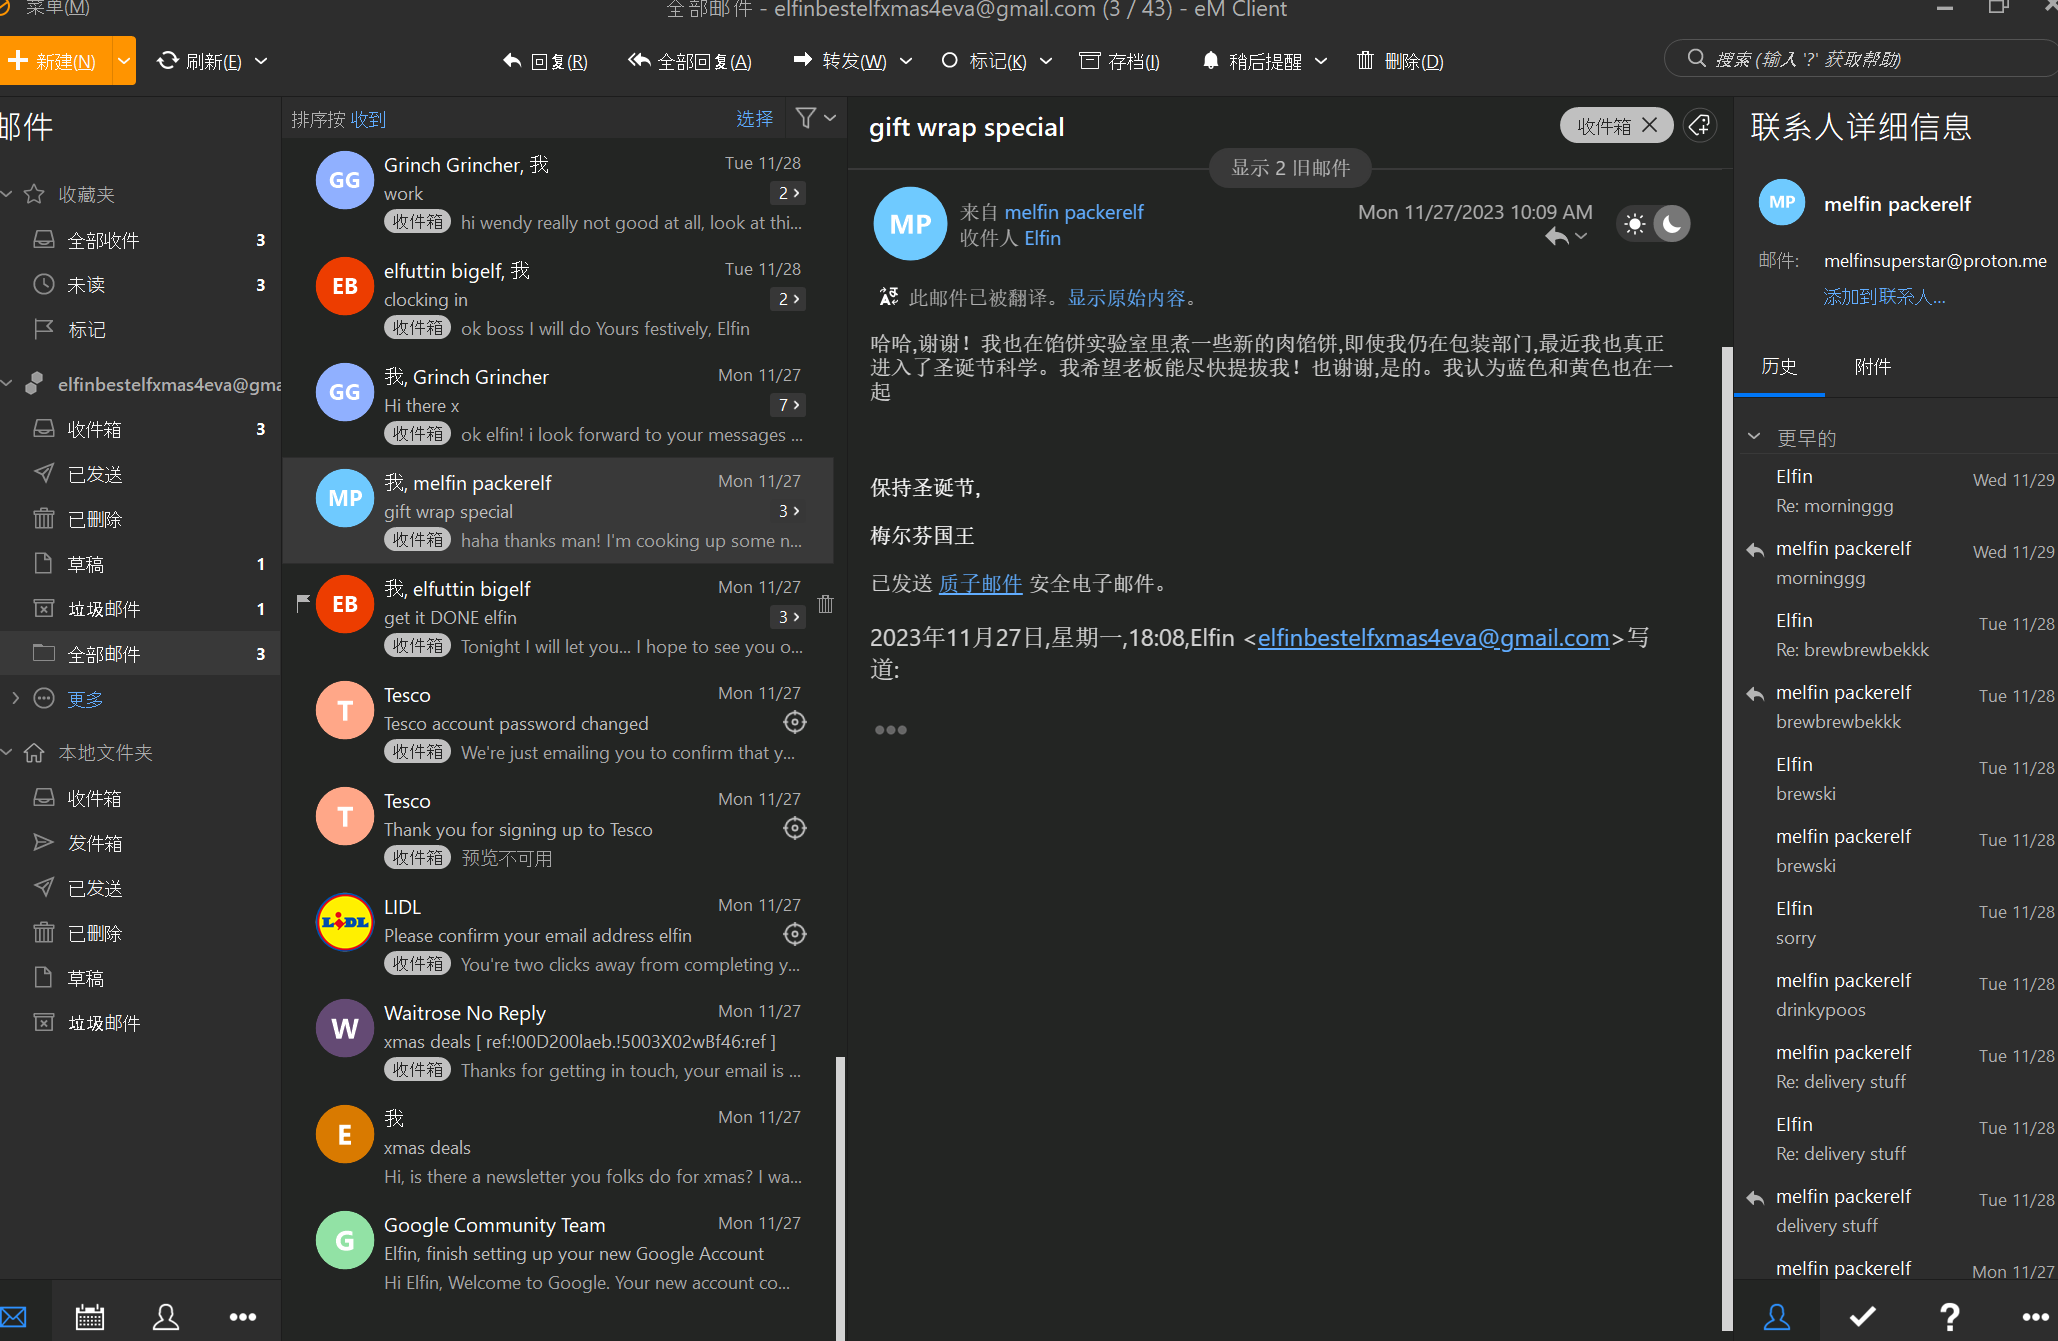 菜单(M)
全部邮件 - elfinbestelfxmas4eva@gmail.com (3 / 43) - eM Client
新建(N)
刷新(E)
回复(R)
全部回复(A)
转发(W)
标记(K)
存档(I)
稍后提醒
删除(D)
搜索 (输入 '?' 获取帮助)
邮件
收藏夹
全部收件 3
未读 3
标记
elfinbestelfxmas4eva@gma
收件箱 3
已发送
已删除
草稿 1
垃圾邮件 1
全部邮件 3
更多
本地文件夹
收件箱
发件箱
已发送
已删除
草稿
垃圾邮件
排序按 收到
选择
GG
Grinch Grincher, 我 Tue 11/28
work 2
收件箱 hi wendy really not good at all, look at thi...
EB
elfuttin bigelf, 我 Tue 11/28
clocking in 2
收件箱 ok boss I will do Yours festively, Elfin
GG
我, Grinch Grincher Mon 11/27
Hi there x 7
收件箱 ok elfin! i look forward to your messages ...
MP
我, melfin packerelf Mon 11/27
gift wrap special 3
收件箱 haha thanks man! I'm cooking up some n...
EB
我, elfuttin bigelf Mon 11/27
get it DONE elfin 3
收件箱 Tonight I will let you... I hope to see you o...
T
Tesco Mon 11/27
Tesco account password changed
收件箱 We're just emailing you to confirm that y...
T
Tesco Mon 11/27
Thank you for signing up to Tesco
收件箱 预览不可用
LIDL
LIDL Mon 11/27
Please confirm your email address elfin
收件箱 You're two clicks away from completing y...
W
Waitrose No Reply Mon 11/27
xmas deals [ ref:!00D200laeb.!5003X02wBf46:ref ]
收件箱 Thanks for getting in touch, your email is ...
E
我 Mon 11/27
xmas deals
Hi, is there a newsletter you folks do for xmas? I wa...
G
Google Community Team Mon 11/27
Elfin, finish setting up your new Google Account
Hi Elfin, Welcome to Google. Your new account co...
gift wrap special
收件箱
显示 2 旧邮件
MP
来自 melfin packerelf
收件人 Elfin
Mon 11/27/2023 10:09 AM
此邮件已被翻译。显示原始内容。
哈哈,谢谢！我也在馅饼实验室里煮一些新的肉馅饼,即使我仍在包装部门,最近我也真正
进入了圣诞节科学。我希望老板能尽快提拔我！也谢谢,是的。我认为蓝色和黄色也在一
起
保持圣诞节,
梅尔芬国王
已发送 质子邮件 安全电子邮件。
2023年11月27日,星期一,18:08,Elfin <elfinbestelfxmas4eva@gmail.com>写
道:
联系人详细信息
MP
melfin packerelf
邮件: melfinsuperstar@proton.me
添加到联系人...
历史
附件
更早的
Elfin Wed 11/29
Re: morninggg
melfin packerelf Wed 11/29
morninggg
Elfin Tue 11/28
Re: brewbrewbekkk
melfin packerelf Tue 11/28
brewbrewbekkk
Elfin Tue 11/28
brewski
melfin packerelf Tue 11/28
brewski
Elfin Tue 11/28
sorry
melfin packerelf Tue 11/28
drinkypoos
melfin packerelf Tue 11/28
Re: delivery stuff
Elfin Tue 11/28
Re: delivery stuff
melfin packerelf Tue 11/28
delivery stuff
melfin packerelf Mon 11/27